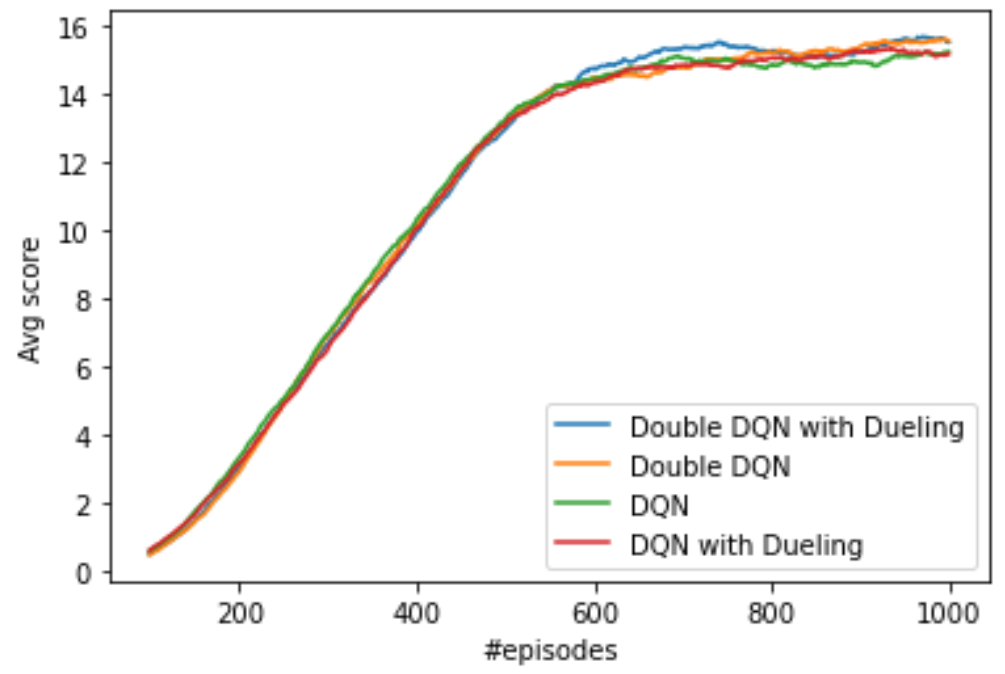 16
14
12
10
8
6
4
2
0
Avg score
200 400 600 800 1000
#episodes
Double DQN with Dueling
Double DQN
DQN
DQN with Dueling